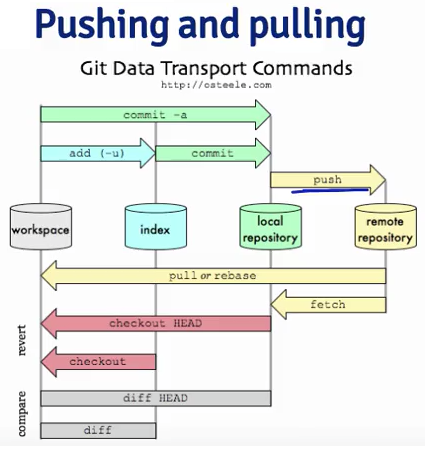 Pushing and pulling
Git Data Transport Commands
http://osteele.com
commit -a
add (-u)
commit
push
workspace
index
local
repository
remote
repository
pull or rebase
fetch
revert
checkout HEAD
checkout
compare
diff HEAD
diff